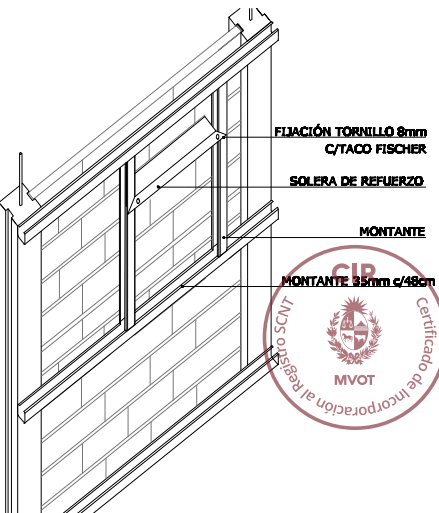 FIJACIÓN TORNILLO 8mm
C/TACO FISCHER
SOLERA DE REFUERZO
MONTANTE
MONTANTE 35mm c/48cm
CIR
Certificado de Incorporación al Registro SCNT
MVOT